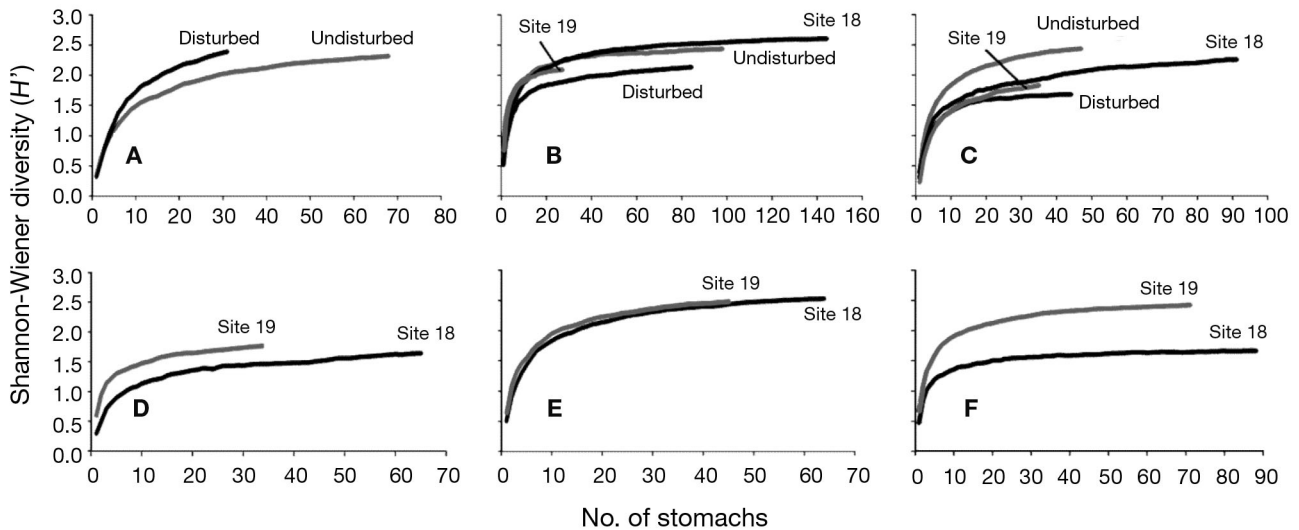 Shannon-Wiener diversity (H')
3.0
2.5
2.0
1.5
1.0
0.5
0.0
Disturbed
Undisturbed
A
0 10 20 30 40 50 60 70 80
Site 19
Site 18
Undisturbed
Disturbed
B
0 20 40 60 80 100 120 140 160
Undisturbed
Site 19
Site 18
Disturbed
C
0 10 20 30 40 50 60 70 80 90 100
3.0
2.5
2.0
1.5
1.0
0.5
0.0
Site 19
Site 18
D
0 10 20 30 40 50 60 70
Site 19
Site 18
E
0 10 20 30 40 50 60 70
Site 19
Site 18
F
0 10 20 30 40 50 60 70 80 90
No. of stomachs